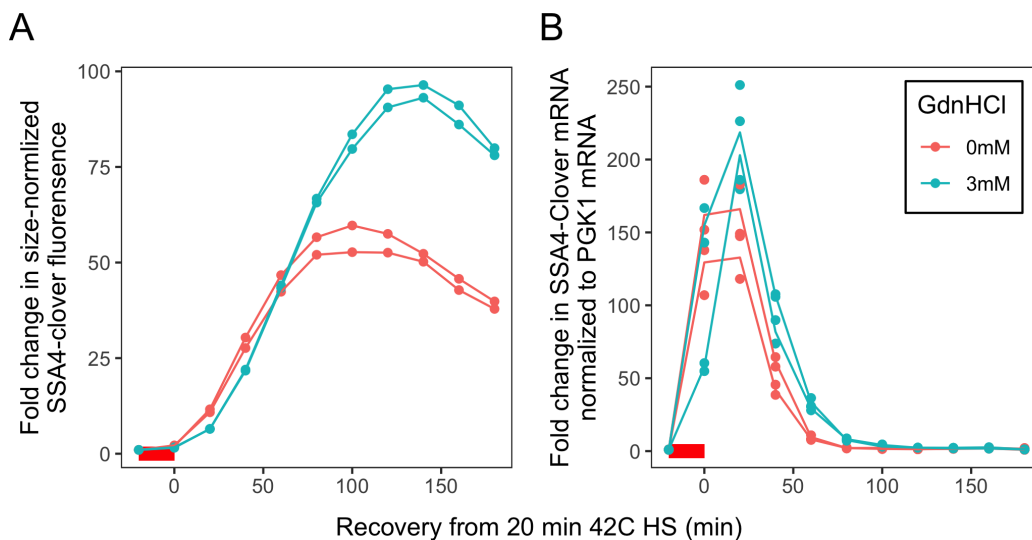 A
B
Fold change in size-normalized
SSA4-clover fluorensence
100
75
50
25
0
0
50
100
150
Fold change in SSA4-Clover mRNA
normalized to PGK1 mRNA
250
200
150
100
50
0
0
50
100
150
GdnHCl
0mM
3mM
Recovery from 20 min 42C HS (min)